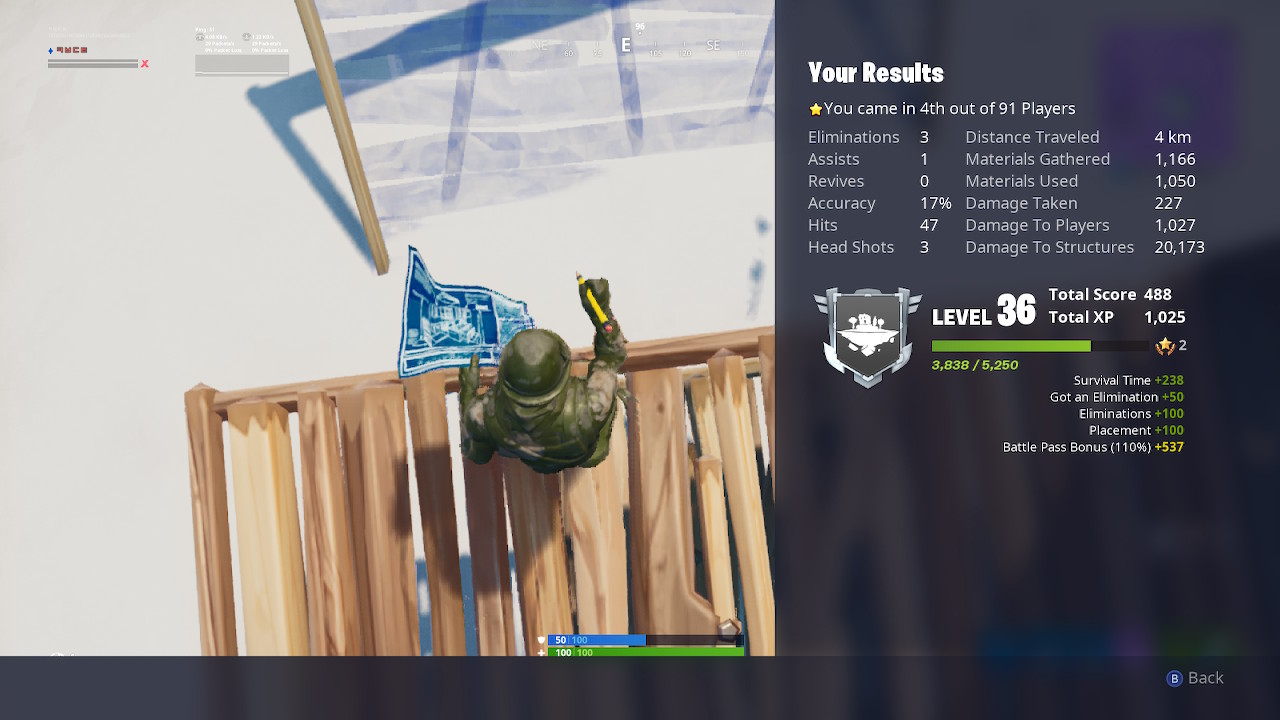 96
E
SE
60
105
120
Your Results
You came in 4th out of 91 Players
Eliminations 3 Distance Traveled 4 km
Assists 1 Materials Gathered 1,166
Revives 0 Materials Used 1,050
Accuracy 17% Damage Taken 227
Hits 47 Damage To Players 1,027
Head Shots 3 Damage To Structures 20,173
LEVEL 36 Total Score 488
Total XP 1,025
2
3,838 / 5,250
Survival Time +238
Got an Elimination +50
Eliminations +100
Placement +100
Battle Pass Bonus (110%) +537
50 100
100 100
B Back